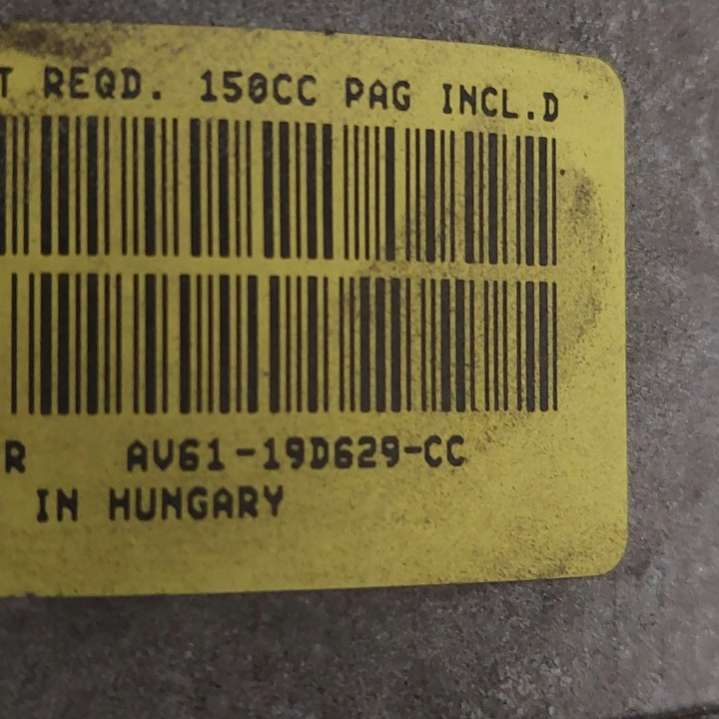 T REQD. 150CC PAG INCL.D
R AV61-19D629-CC
IN HUNGARY